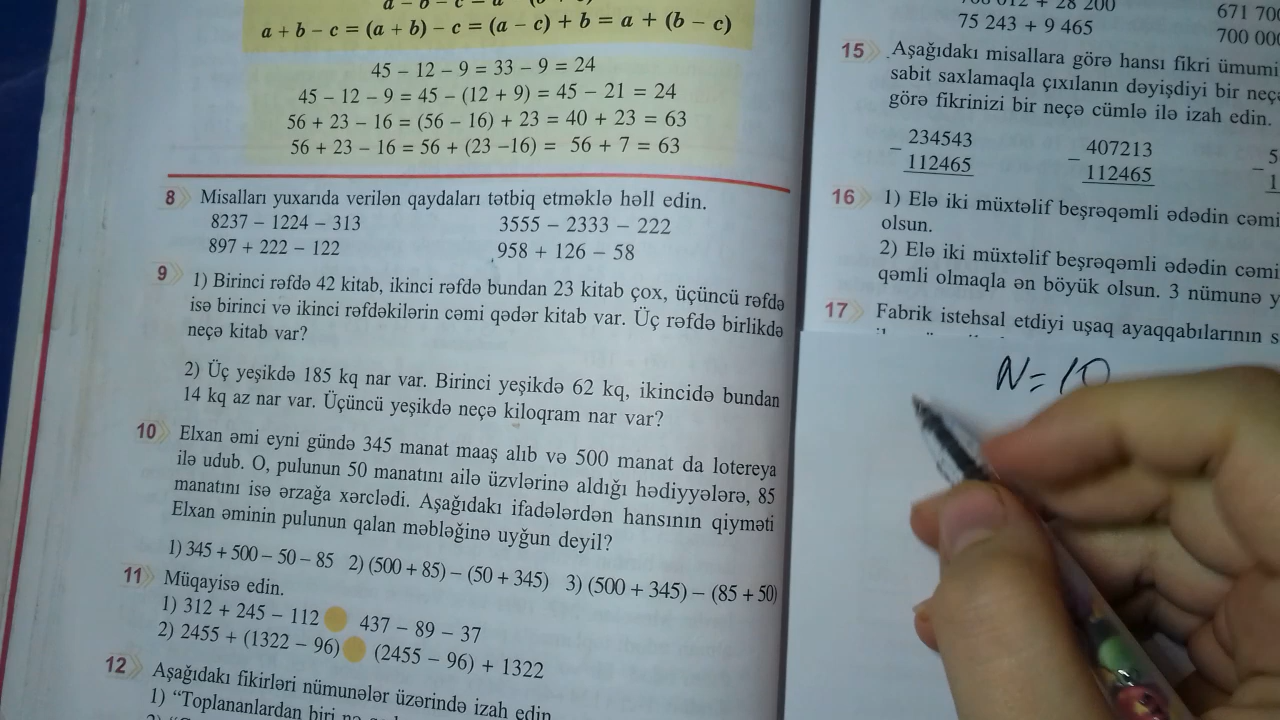 a + b – c = (a + b) – c = (a – c) + b = a + (b – c)
45 – 12 – 9 = 33 – 9 = 24
45 – 12 – 9 = 45 – (12 + 9) = 45 – 21 = 24
56 + 23 – 16 = (56 – 16) + 23 = 40 + 23 = 63
56 + 23 – 16 = 56 + (23 –16) = 56 + 7 = 63
8 Misalları yuxarıda verilən qaydaları tətbiq etməklə həll edin.
8237 – 1224 – 313 3555 – 2333 – 222
897 + 222 – 122 958 + 126 – 58
9 1) Birinci rəfdə 42 kitab, ikinci rəfdə bundan 23 kitab çox, üçüncü rəfdə
isə birinci və ikinci rəfdəkilərin cəmi qədər kitab var. Üç rəfdə birlikdə
neçə kitab var?
2) Üç yeşikdə 185 kq nar var. Birinci yeşikdə 62 kq, ikincidə bundan
14 kq az nar var. Üçüncü yeşikdə neçə kiloqram nar var?
10 Elxan əmi eyni gündə 345 manat maaş alıb və 500 manat da lotereya
ilə udub. O, pulunun 50 manatını ailə üzvlərinə aldığı hədiyyələrə, 85
manatını isə ərzağa xərclədi. Aşağıdakı ifadələrdən hansının qiyməti
Elxan əminin pulunun qalan məbləğinə uyğun deyil?
1) 345 + 500 – 50 – 85 2) (500 + 85) – (50 + 345) 3) (500 + 345) – (85 + 50)
11 Müqayisə edin.
1) 312 + 245 – 112 437 – 89 – 37
2) 2455 + (1322 – 96) (2455 – 96) + 1322
12 Aşağıdakı fikirləri nümunələr üzərində izah edin
1) “Toplananlardan biri
+ 28 200
75 243 + 9 465
671 70
700 00
15 Aşağıdakı misallara görə hansı fikri ümumi
sabit saxlamaqla çıxılanın dəyişdiyi bir neç
görə fikrinizi bir neçə cümlə ilə izah edin.
234543 407213 5
– 112465 – 112465 – 1
16 1) Elə iki müxtəlif beşrəqəmli ədədin cəmi
olsun.
2) Elə iki müxtəlif beşrəqəmli ədədin cəmi
qəmli olmaqla ən böyük olsun. 3 nümunə y
17 Fabrik istehsal etdiyi uşaq ayaqqabılarının s
N=10